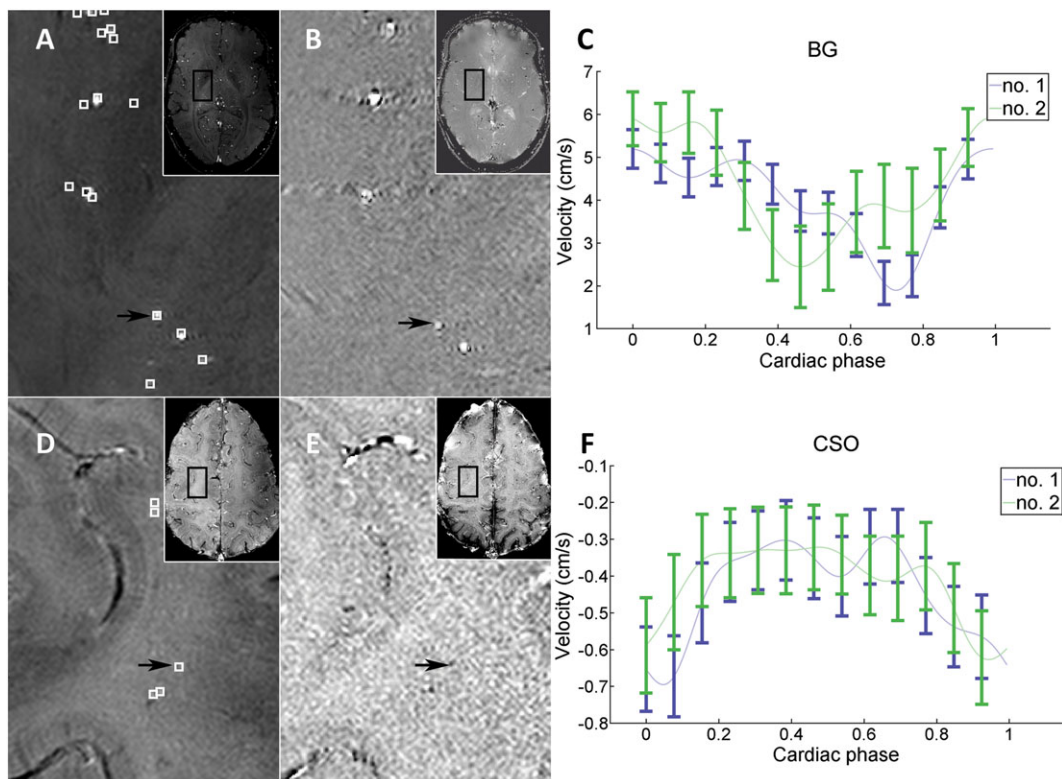 A
B
C
BG
no. 1
no. 2
7
6
5
4
3
2
1
Velocity (cm/s)
0
0.2
0.4
0.6
0.8
1
Cardiac phase
D
E
F
CSO
no. 1
no. 2
-0.1
-0.2
-0.3
-0.4
-0.5
-0.6
-0.7
-0.8
Velocity (cm/s)
0
0.2
0.4
0.6
0.8
1
Cardiac phase